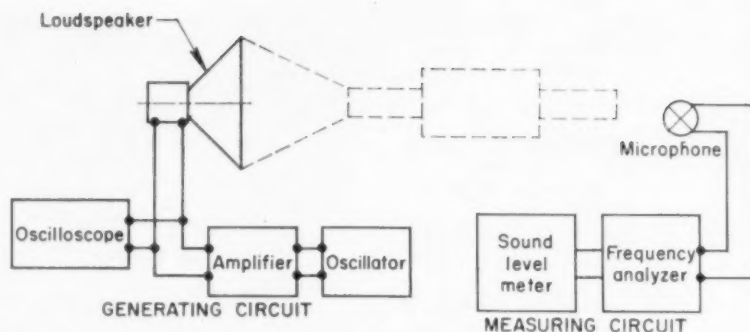 Loudspeaker
Microphone
Oscilloscope
Amplifier
Oscillator
Sound
level
meter
Frequency
analyzer
GENERATING CIRCUIT
MEASURING CIRCUIT